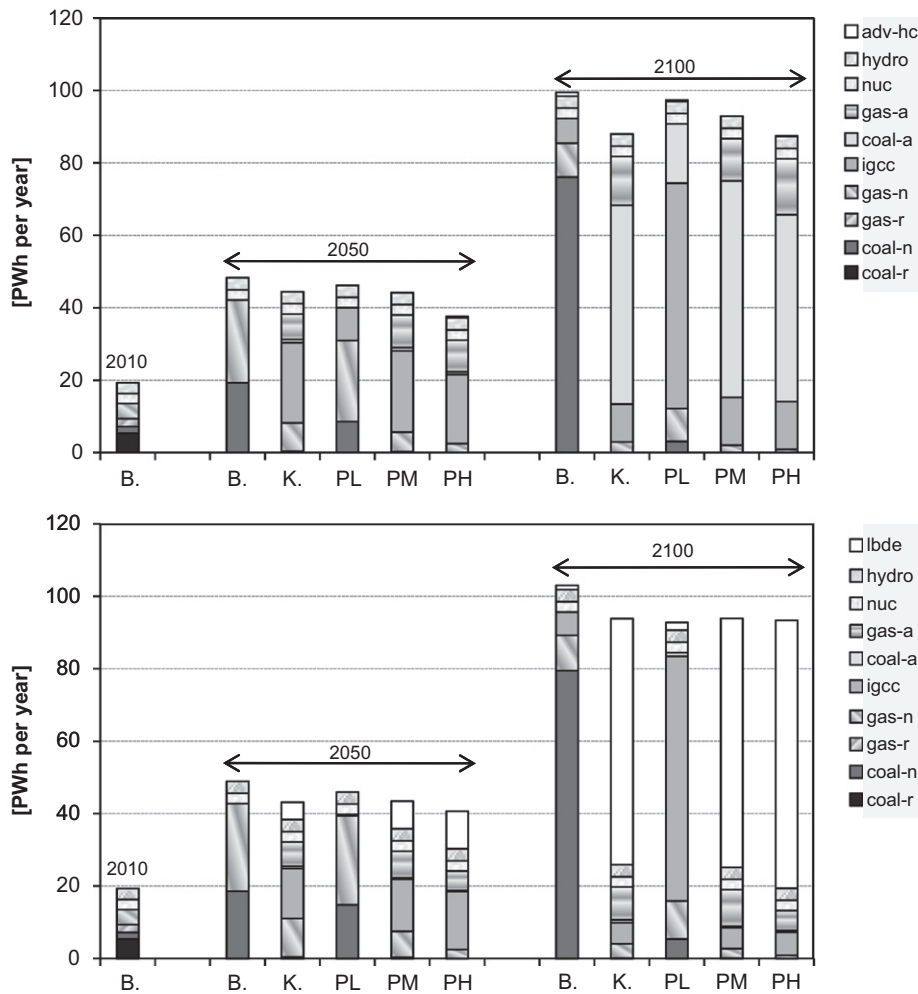 120
100
80
60
40
20
0
[PWh per year]
2010
2050
2100
B.
B. K. PL PM PH
B. K. PL PM PH
adv-hc
hydro
nuc
gas-a
coal-a
igcc
gas-n
gas-r
coal-n
coal-r
120
100
80
60
40
20
0
[PWh per year]
2010
2050
2100
B.
B. K. PL PM PH
B. K. PL PM PH
lbde
hydro
nuc
gas-a
coal-a
igcc
gas-n
gas-r
coal-n
coal-r